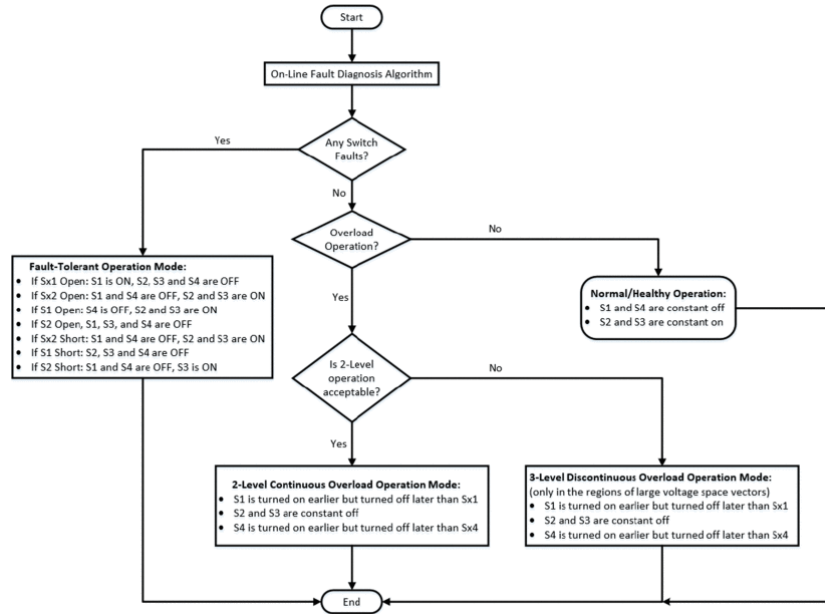 Start
On-Line Fault Diagnosis Algorithm
Yes
Any Switch
Faults?
No
Overload
Operation?
No
Fault-Tolerant Operation Mode:
• If Sx1 Open: S1 is ON, S2, S3 and S4 are OFF
• If Sx2 Open: S1 and S4 are OFF, S2 and S3 are ON
• If S1 Open: S4 is OFF, S2 and S3 are ON
• If S2 Open, S1, S3, and S4 are OFF
• If Sx2 Short: S1 and S4 are OFF, S2 and S3 are ON
• If S1 Short: S2, S3 and S4 are OFF
• If S2 Short: S1 and S4 are OFF, S3 is ON
Yes
Normal/Healthy Operation:
• S1 and S4 are constant off
• S2 and S3 are constant on
Is 2-Level
operation
acceptable?
No
Yes
2-Level Continuous Overload Operation Mode:
• S1 is turned on earlier but turned off later than Sx1
• S2 and S3 are constant off
• S4 is turned on earlier but turned off later than Sx4
3-Level Discontinuous Overload Operation Mode:
(only in the regions of large voltage space vectors)
• S1 is turned on earlier but turned off later than Sx1
• S2 and S3 are constant off
• S4 is turned on earlier but turned off later than Sx4
End